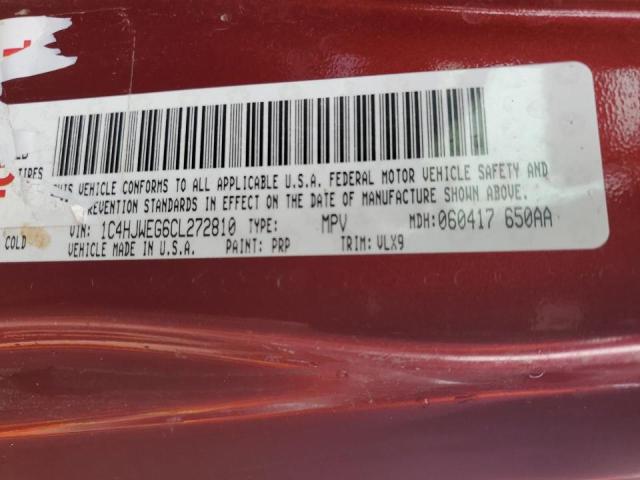 TIRES
THIS VEHICLE CONFORMS TO ALL APPLICABLE U.S.A. FEDERAL MOTOR VEHICLE SAFETY AND
PREVENTION STANDARDS IN EFFECT ON THE DATE OF MANUFACTURE SHOWN ABOVE.
COLD
VIN: 1C4HJWEG6CL272810 TYPE: MPV MDH: 060417 650AA
VEHICLE MADE IN U.S.A. PAINT: PRP TRIM: VLX9